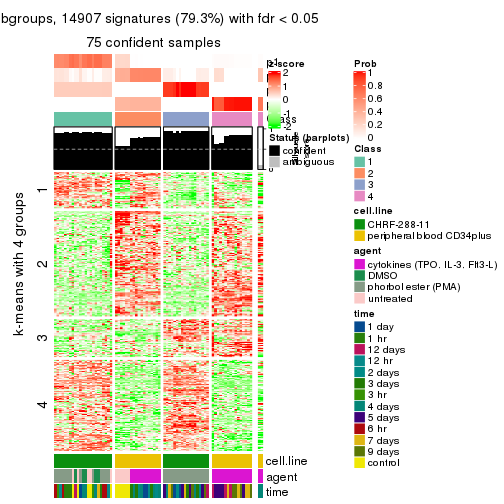 bgroups, 14907 signatures (79.3%) with fdr < 0.05
75 confident samples
z-score
2
1
0
-1
-2
Status (barplots)
confident
ambiguous
Prob
1
0.8
0.6
0.4
0.2
0
Class
1
2
3
4
cell.line
CHRF-288-11
peripheral blood CD34plus
agent
cytokines (TPO, IL-3, Flt3-L)
DMSO
phorbol ester (PMA)
untreated
time
1 day
1 hr
12 days
12 hr
2 days
3 days
3 hr
4 days
5 days
6 hr
7 days
9 days
control
k-means with 4 groups
1
2
3
4
cell.line
agent
time